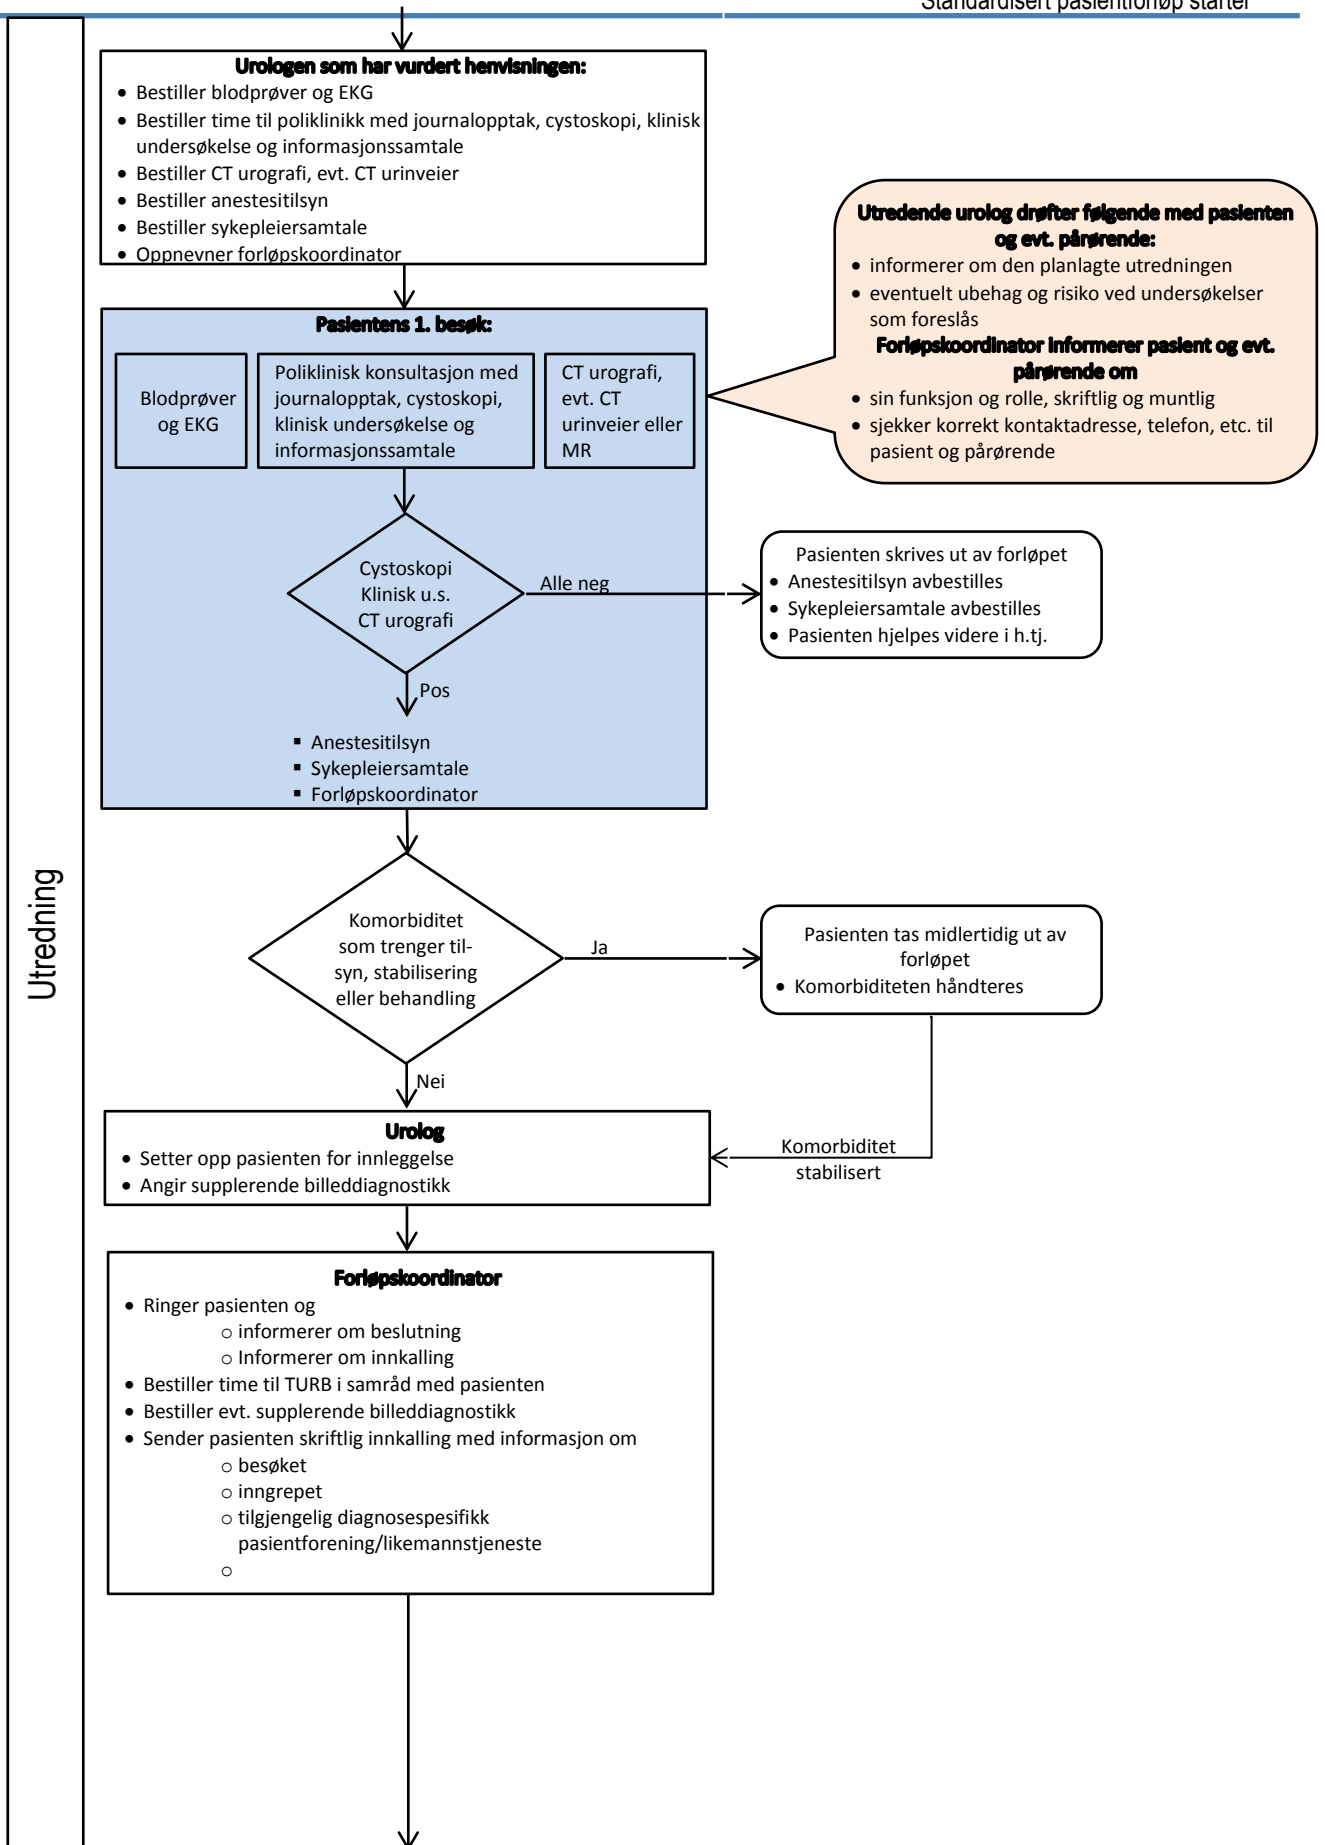 Standardisert pasientforløp starter
Utredning
Urologen som har vurdert henvisningen:
• Bestiller blodprøver og EKG
• Bestiller time til poliklinikk med journalopptak, cystoskopi, klinisk
undersøkelse og informasjonssamtale
• Bestiller CT urografi, evt. CT urinveier
• Bestiller anestesitilsyn
• Bestiller sykepleiersamtale
• Oppnevner forløpskoordinator
Utredende urolog drøfter følgende med pasienten
og evt. pårørende:
• informerer om den planlagte utredningen
• eventuelt ubehag og risiko ved undersøkelser
som foreslås
Forløpskoordinator informerer pasient og evt.
pårørende om
• sin funksjon og rolle, skriftlig og muntlig
• sjekker korrekt kontaktadresse, telefon, etc. til
pasient og pårørende
Pasientens 1. besøk:
Blodprøver
og EKG
Poliklinisk konsultasjon med
journalopptak, cystoskopi,
klinisk undersøkelse og
informasjonssamtale
CT urografi,
evt. CT
urinveier eller
MR
Cystoskopi
Klinisk u.s.
CT urografi
Alle neg
Pasienten skrives ut av forløpet
• Anestesitilsyn avbestilles
• Sykepleiersamtale avbestilles
• Pasienten hjelpes videre i h.tj.
Pos
▪ Anestesitilsyn
▪ Sykepleiersamtale
▪ Forløpskoordinator
Komorbiditet
som trenger til-
syn, stabilisering
eller behandling
Ja
Pasienten tas midlertidig ut av
forløpet
• Komorbiditeten håndteres
Nei
Komorbiditet
stabilisert
Urolog
• Setter opp pasienten for innleggelse
• Angir supplerende billeddiagnostikk
Forløpskoordinator
• Ringer pasienten og
○ informerer om beslutning
○ Informerer om innkalling
• Bestiller time til TURB i samråd med pasienten
• Bestiller evt. supplerende billeddiagnostikk
• Sender pasienten skriftlig innkalling med informasjon om
○ besøket
○ inngrepet
○ tilgjengelig diagnosespesifikk
pasientforening/likemannstjeneste
○